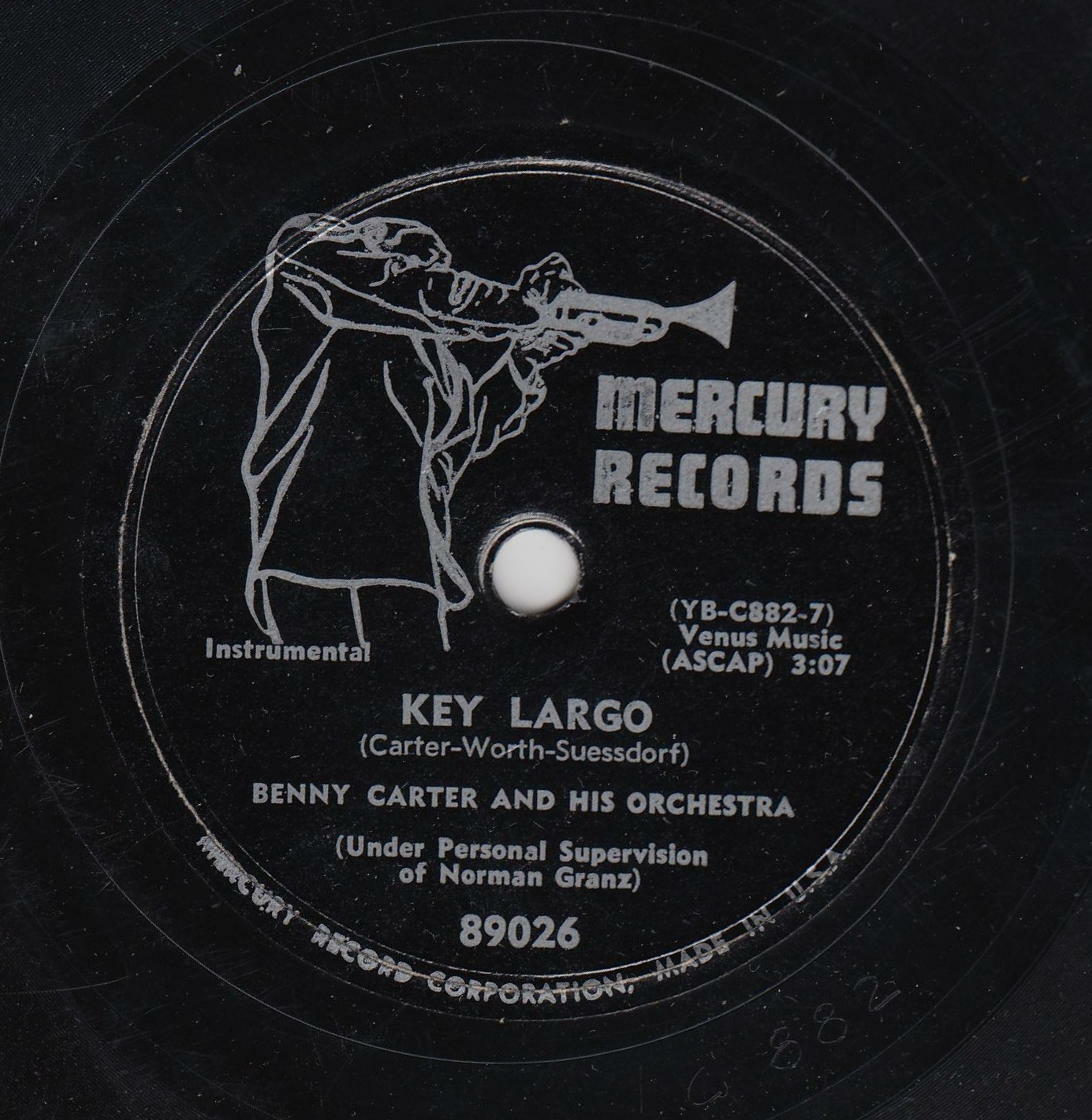 MERCURY
RECORDS
(YB-C882-7)
Venus Music
(ASCAP) 3:07
Instrumental
KEY LARGO
(Carter-Worth-Suessdorf)
BENNY CARTER AND HIS ORCHESTRA
(Under Personal Supervision
of Norman Granz)
89026
MERCURY RECORD CORPORATION, MADE IN U.S.A.
C 882